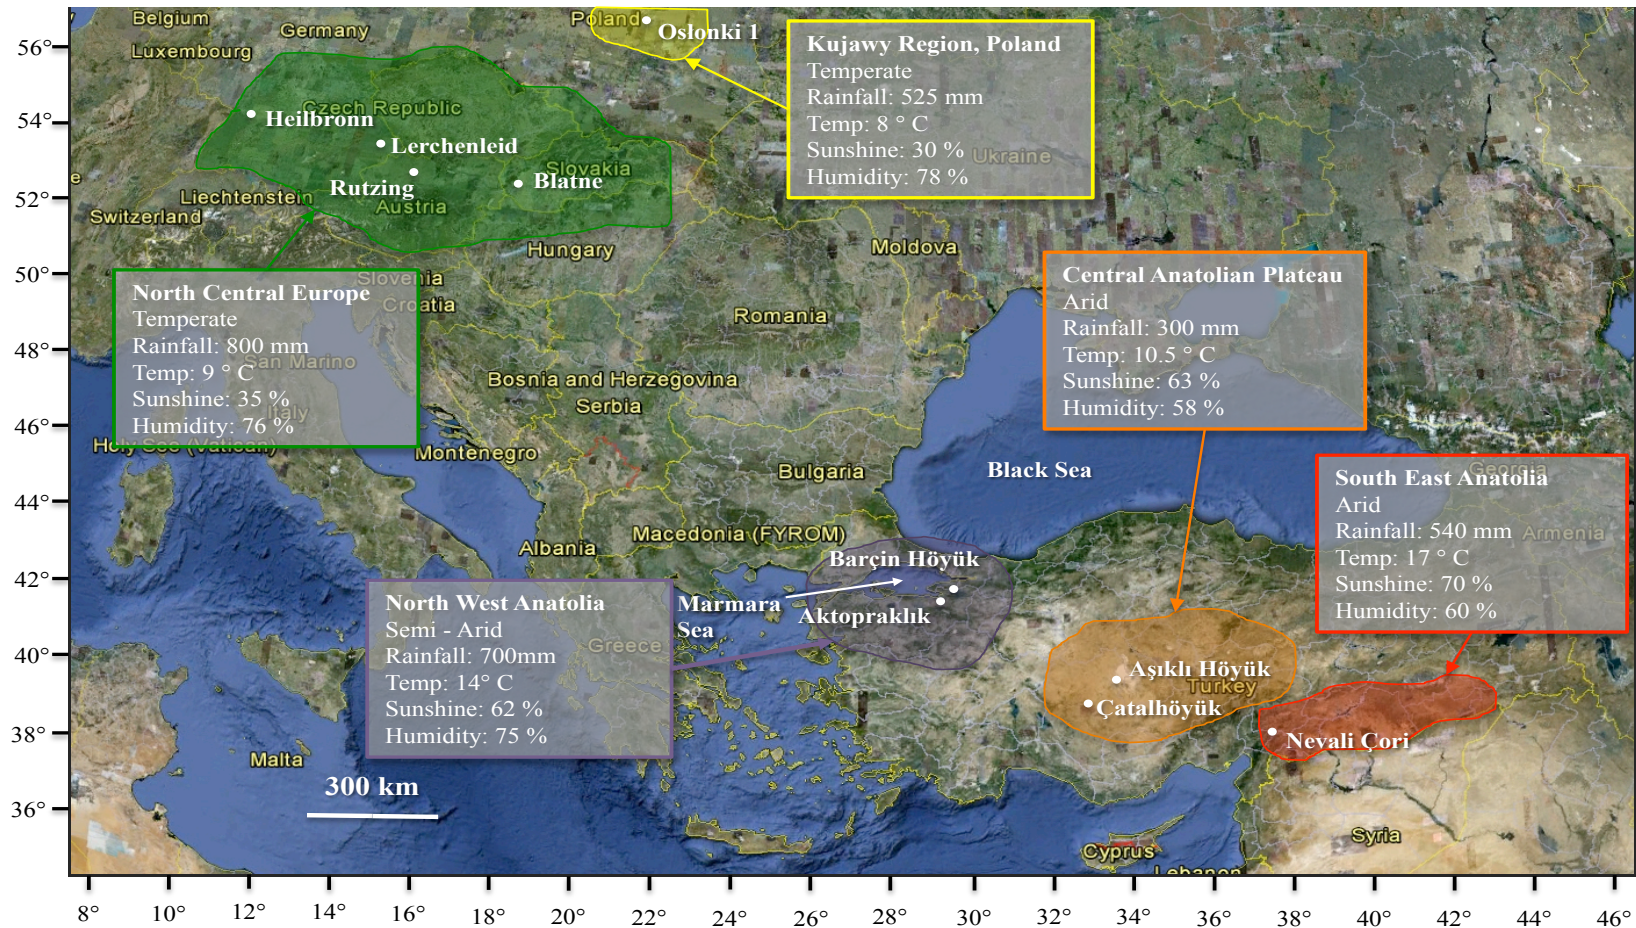 Belgium
Germany
Luxembourg
Poland
Osłonki 1
Kujawy Region, Poland
Temperate
Rainfall: 525 mm
Temp: 8 ° C
Sunshine: 30 %
Humidity: 78 %
Ukraine
Czech Republic
Heilbronn
Lerchenleid
Slovakia
Rutzing
Blatne
e
Liechtenstein
Austria
Switzerland
Hungary
Moldova
Slovenia
Croatia
North Central Europe
Temperate
Rainfall: 800 mm
Temp: 9 ° C
Sunshine: 35 %
Humidity: 76 %
San Marino
Italy
Holy See (Vatican)
Romania
Bosnia and Herzegovina
Serbia
Montenegro
Bulgaria
Black Sea
Central Anatolian Plateau
Arid
Rainfall: 300 mm
Temp: 10.5 ° C
Sunshine: 63 %
Humidity: 58 %
Georgia
South East Anatolia
Arid
Rainfall: 540 mm
Temp: 17 ° C
Sunshine: 70 %
Humidity: 60 %
Armenia
Macedonia (FYROM)
Albania
Barçin Höyük
Marmara
Sea
Aktopraklık
North West Anatolia
Semi - Arid
Rainfall: 700mm
Temp: 14° C
Sunshine: 62 %
Humidity: 75 %
Greece
Aşıklı Höyük
Turkey
Çatalhöyük
Nevali Çori
Malta
300 km
Cyprus
Syria
Lebanon
56°
54°
52°
50°
48°
46°
44°
42°
40°
38°
36°
8° 10° 12° 14° 16° 18° 20° 22° 24° 26° 28° 30° 32° 34° 36° 38° 40° 42° 44° 46°